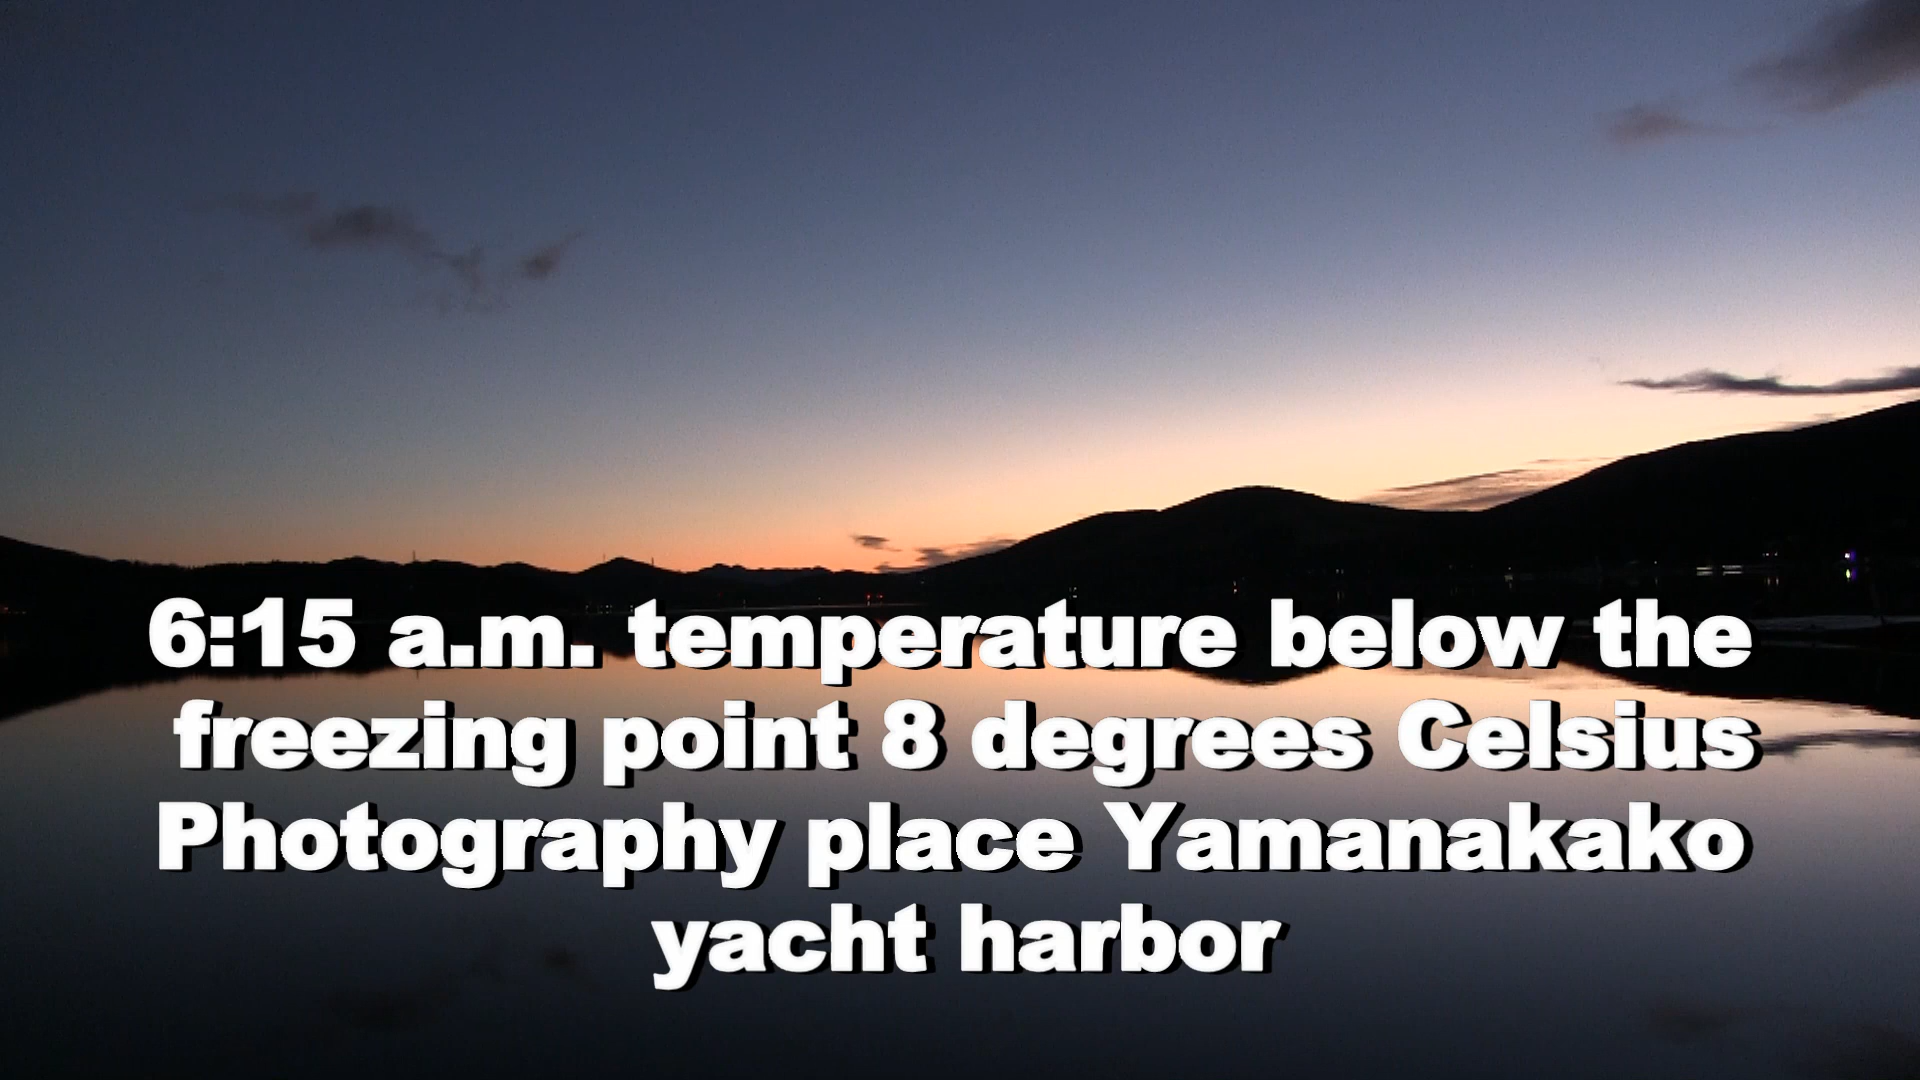 6:15 a.m. temperature below the
freezing point 8 degrees Celsius
Photography place Yamanakako
yacht harbor